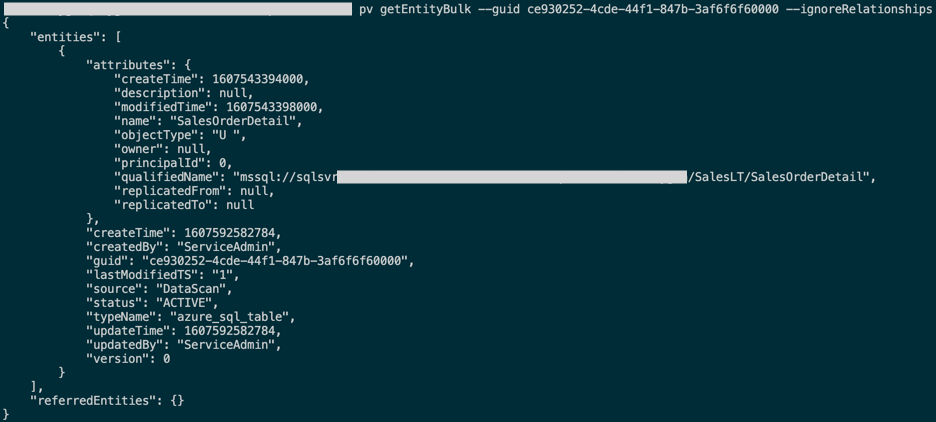 pv getEntityBulk --guid ce930252-4cde-44f1-847b-3af6f6f60000 --ignoreRelationships
{
    "entities": [
        {
            "attributes": {
                "createTime": 1607543394000,
                "description": null,
                "modifiedTime": 1607543398000,
                "name": "SalesOrderDetail",
                "objectType": "U ",
                "owner": null,
                "principalId": 0,
                "qualifiedName": "mssql://sqlsvr /SalesLT/SalesOrderDetail",
                "replicatedFrom": null,
                "replicatedTo": null
            },
            "createTime": 1607592582784,
            "createdBy": "ServiceAdmin",
            "guid": "ce930252-4cde-44f1-847b-3af6f6f60000",
            "lastModifiedTS": "1",
            "source": "DataScan",
            "status": "ACTIVE",
            "typeName": "azure_sql_table",
            "updateTime": 1607592582784,
            "updatedBy": "ServiceAdmin",
            "version": 0
        }
    ],
    "referredEntities": {}
}